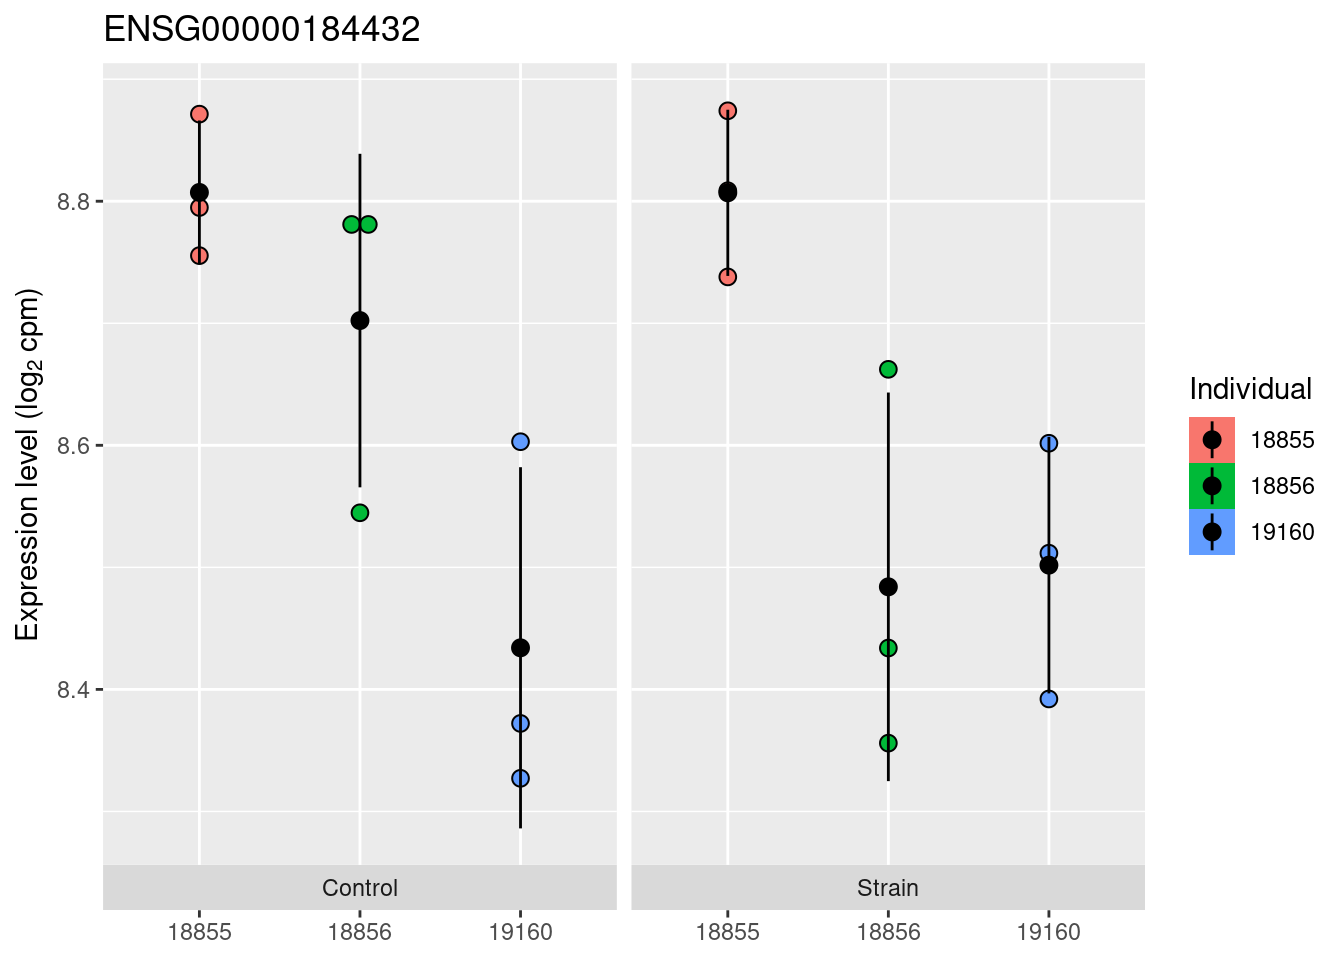 ENSG00000184432
Expression level (log₂ cpm)
8.8
8.6
8.4
Control
Strain
18855
18856
19160
18855
18856
19160
Individual
18855
18856
19160